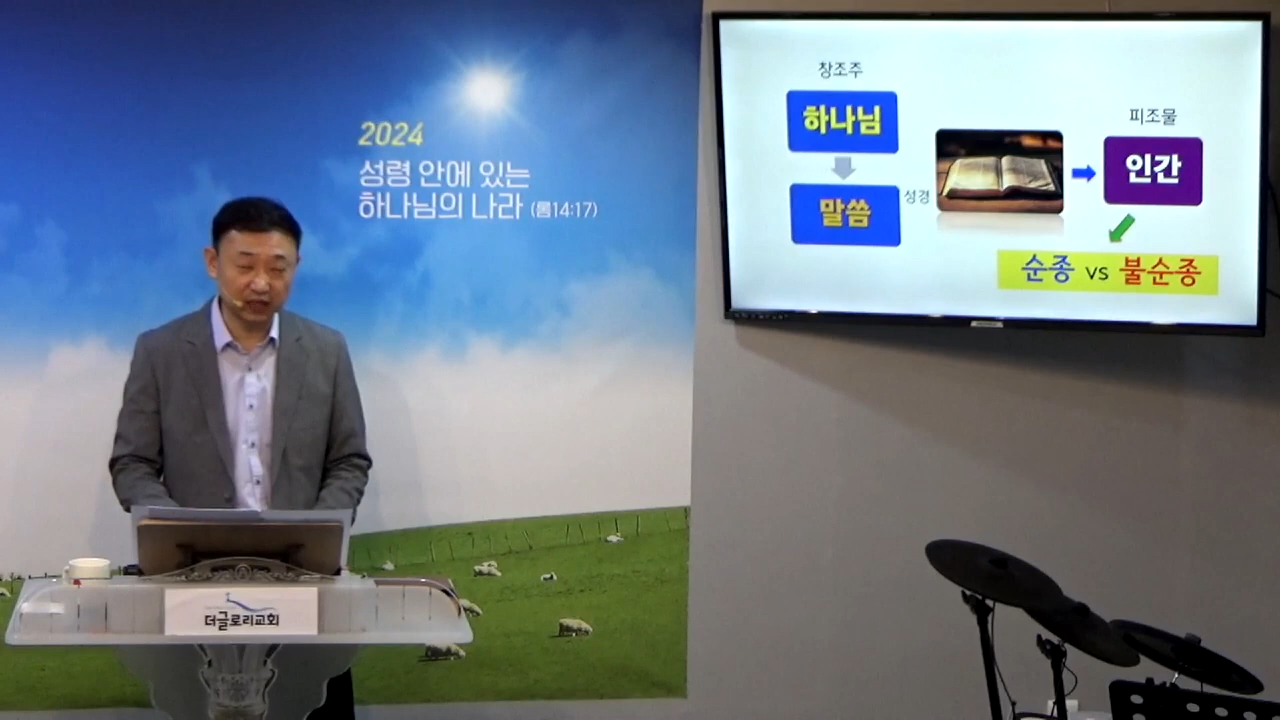 2024
성령 안에 있는
하나님의 나라 (롬14:17)
창조주
하나님
말씀
성경
피조물
인간
순종 vs 불순종
더글로리교회